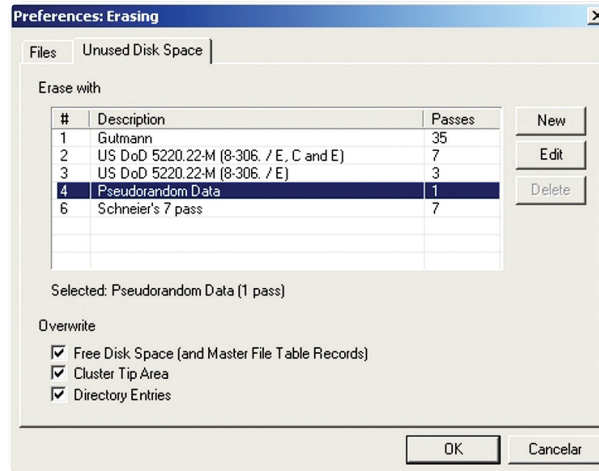 Preferences: Erasing
Files Unused Disk Space
Erase with
# Description Passes
1 Gutmann 35
2 US DoD 5220.22-M (8-306. / E, C and E) 7
3 US DoD 5220.22-M (8-306. / E) 3
4 Pseudorandom Data 1
6 Schneier's 7 pass 7
New
Edit
Delete
Selected: Pseudorandom Data (1 pass)
Overwrite
Free Disk Space (and Master File Table Records)
Cluster Tip Area
Directory Entries
OK Cancelar